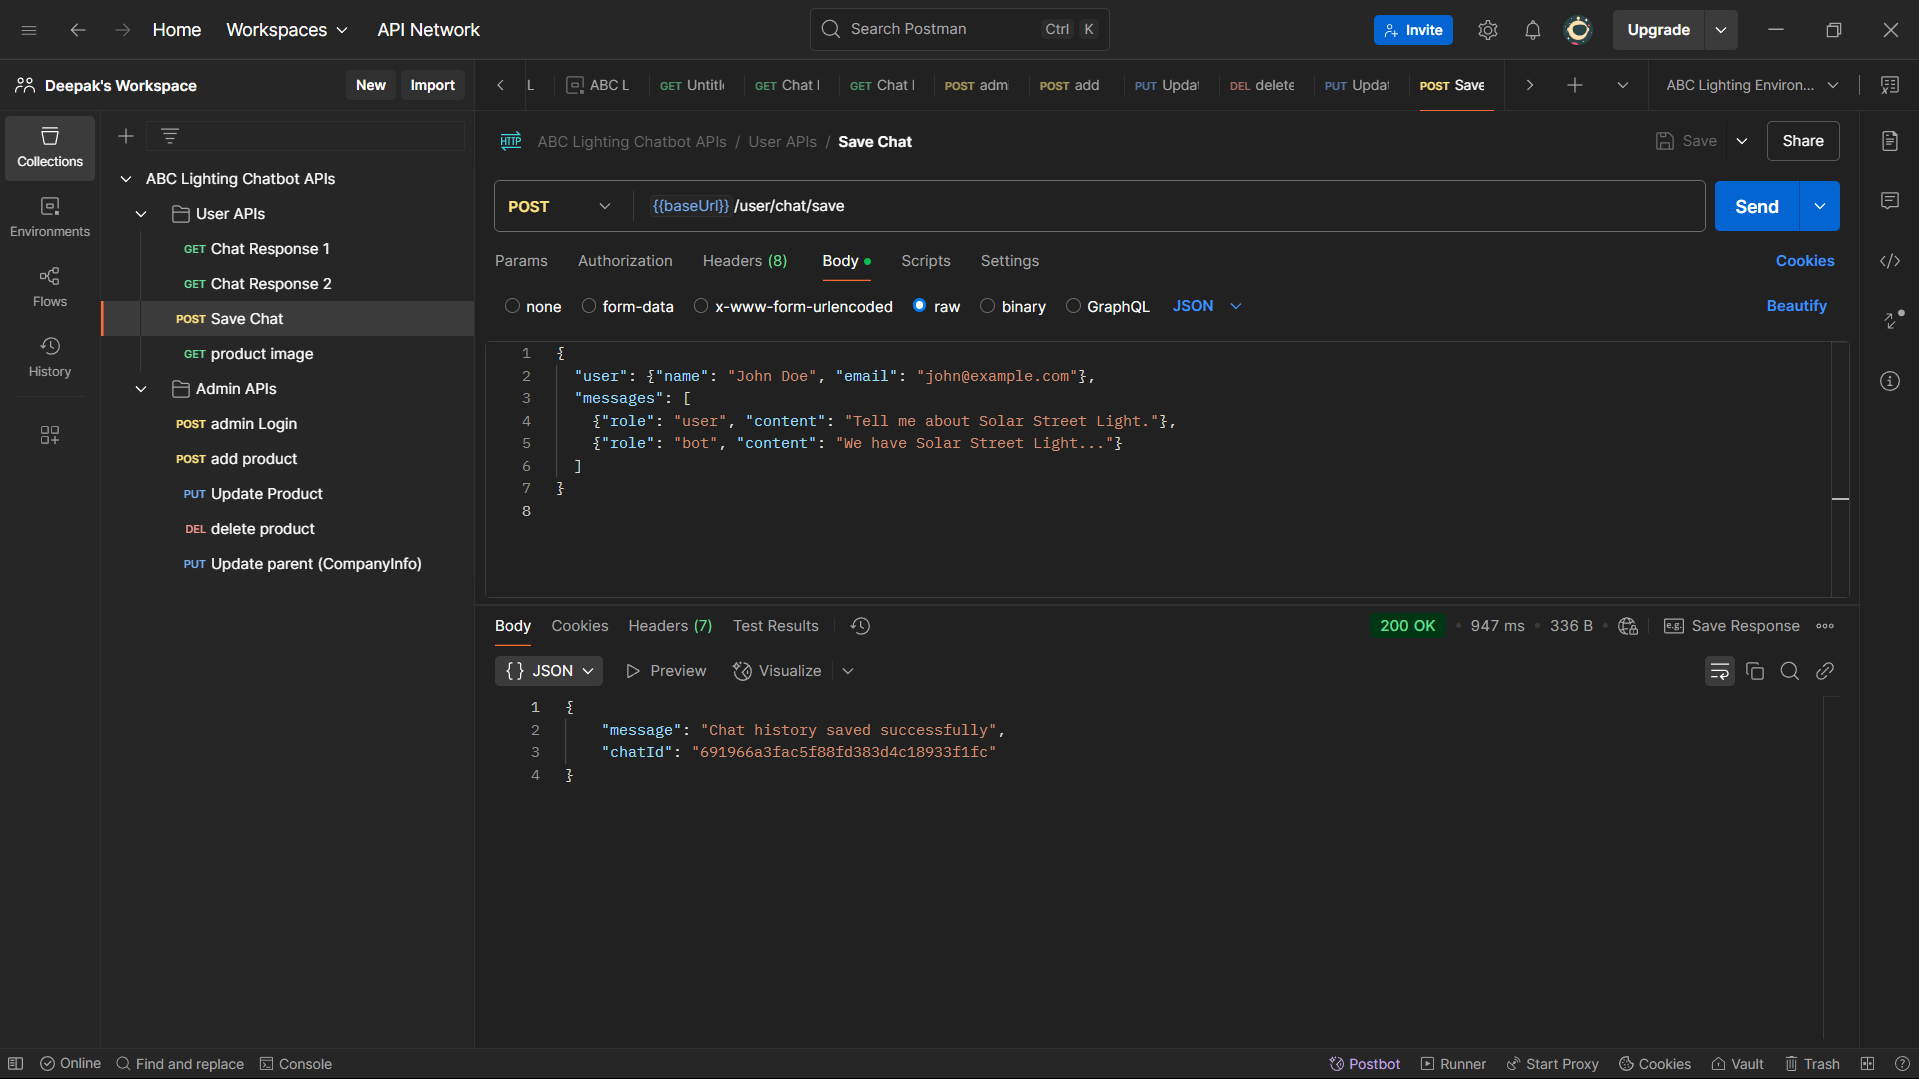 Home Workspaces API Network Search Postman Ctrl K Invite Upgrade
Deepak's Workspace New Import
L ABC L GET Untitl GET Chat GET Chat POST adm POST add PUT Updat DEL delete PUT Updat POST Save ABC Lighting Environ...
Collections
Environments
Flows
History
ABC Lighting Chatbot APIs
User APIs
GET Chat Response 1
GET Chat Response 2
POST Save Chat
GET product image
Admin APIs
POST admin Login
POST add product
PUT Update Product
DEL delete product
PUT Update parent (CompanyInfo)
HTTP ABC Lighting Chatbot APIs / User APIs / Save Chat Save Share
POST {{baseUrl}} /user/chat/save Send
Params Authorization Headers (8) Body Scripts Settings Cookies
none form-data x-www-form-urlencoded raw binary GraphQL JSON Beautify
1 {
2 "user": {"name": "John Doe", "email": "john@example.com"},
3 "messages": [
4 {"role": "user", "content": "Tell me about Solar Street Light."},
5 {"role": "bot", "content": "We have Solar Street Light..."}
6 ]
7 }
8
Body Cookies Headers (7) Test Results 200 OK • 947 ms • 336 B • e.g. Save Response
{} JSON Preview Visualize
1 {
2 "message": "Chat history saved successfully",
3 "chatId": "691966a3fac5f88fd383d4c18933f1fc"
4 }
Online Find and replace Console Postbot Runner Start Proxy Cookies Vault Trash